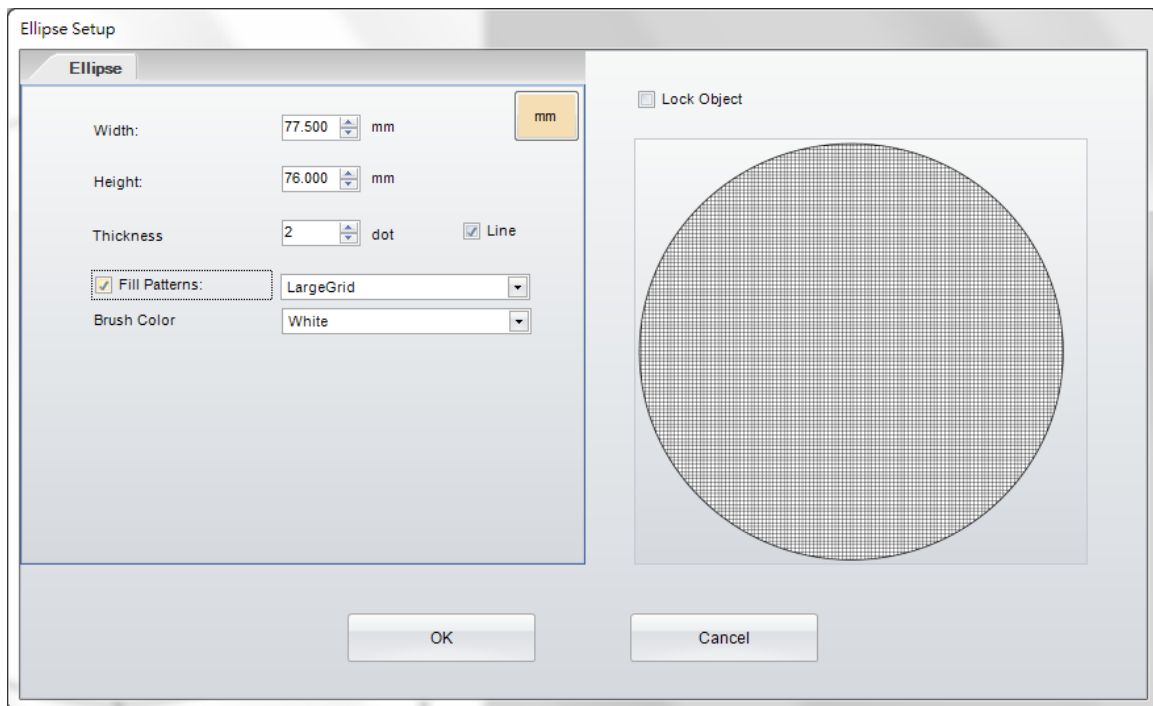 Ellipse Setup
Ellipse
mm
Lock Object
Width: 77.500 mm
Height: 76.000 mm
Thickness 2 dot Line
Fill Patterns: LargeGrid
Brush Color White
OK Cancel